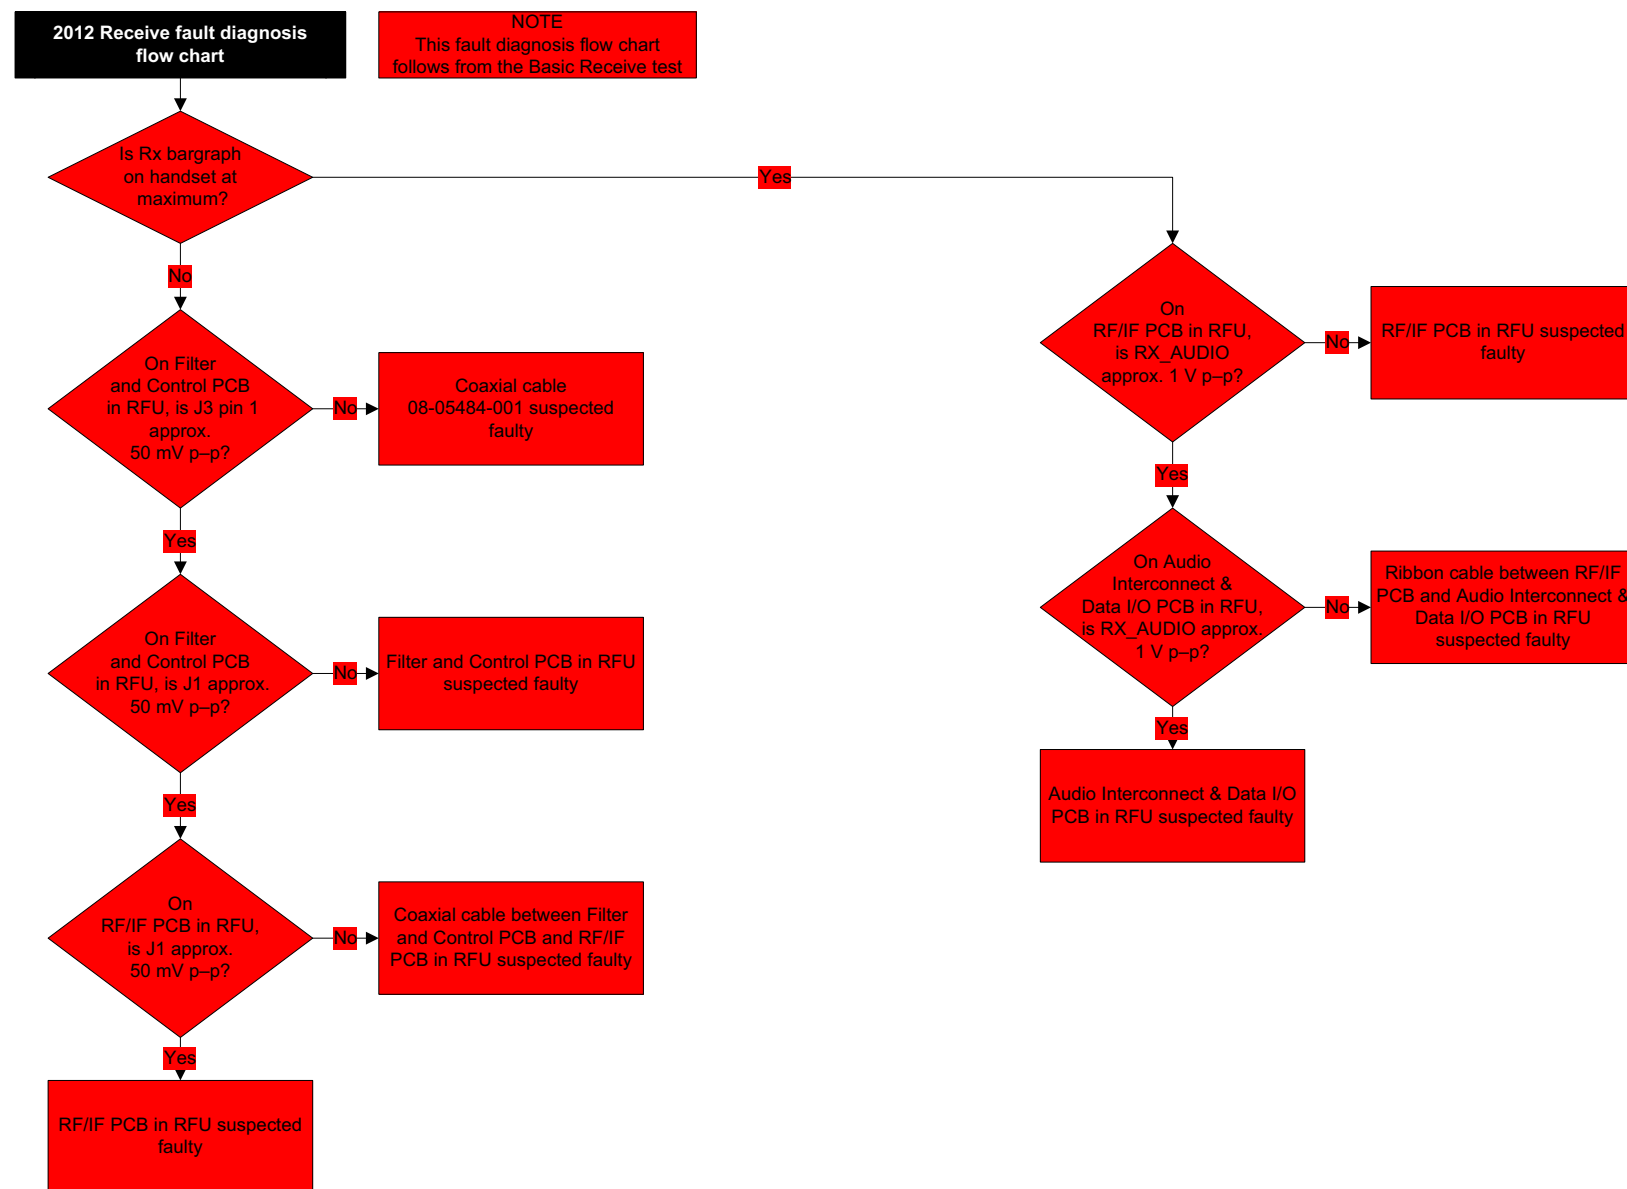 2012 Receive fault diagnosis
flow chart
NOTE
This fault diagnosis flow chart
follows from the Basic Receive test
Is Rx bargraph
on handset at
maximum?
Yes
No
On
RF/IF PCB in RFU,
is RX_AUDIO
approx. 1 V p–p?
No
RF/IF PCB in RFU suspected
faulty
On Filter
and Control PCB
in RFU, is J3 pin 1
approx.
50 mV p–p?
No
Coaxial cable
08-05484-001 suspected
faulty
Yes
Yes
On Audio
Interconnect &
Data I/O PCB in RFU,
is RX_AUDIO approx.
1 V p–p?
No
Ribbon cable between RF/IF
PCB and Audio Interconnect &
Data I/O PCB in RFU
suspected faulty
On Filter
and Control PCB
in RFU, is J1 approx.
50 mV p–p?
No
Filter and Control PCB in RFU
suspected faulty
Yes
Audio Interconnect & Data I/O
PCB in RFU suspected faulty
Yes
On
RF/IF PCB in RFU,
is J1 approx.
50 mV p–p?
No
Coaxial cable between Filter
and Control PCB and RF/IF
PCB in RFU suspected faulty
Yes
RF/IF PCB in RFU suspected
faulty